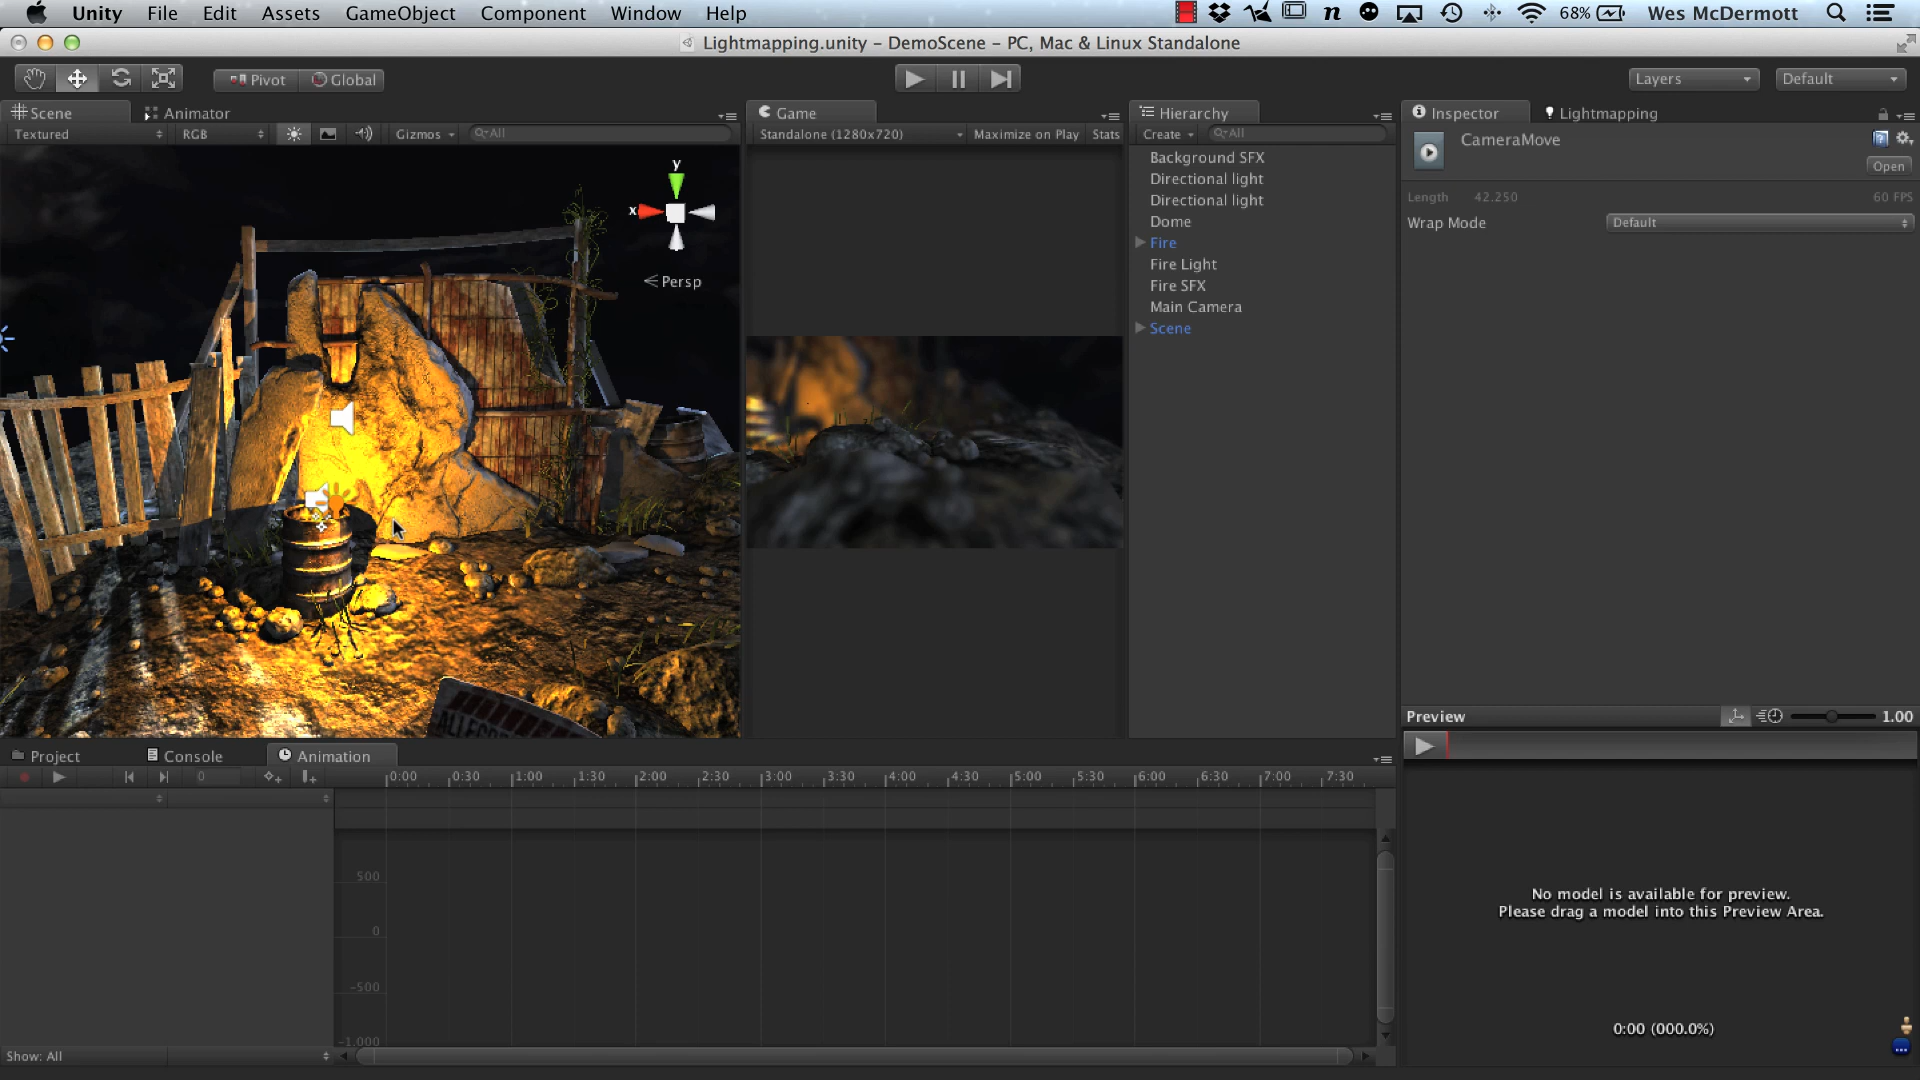 Unity File Edit Assets GameObject Component Window Help 68% Wes McDermott
Lightmapping.unity – DemoScene – PC, Mac & Linux Standalone
Pivot Global Layers Default
Scene Animator Game Hierarchy Inspector Lightmapping
Textured RGB Gizmos All Standalone (1280x720) Maximize on Play Stats Create All
CameraMove
Open
Length 42.250 60 FPS
Wrap Mode Default
y
x
Persp
Background SFX
Directional light
Directional light
Dome
Fire
Fire Light
Fire SFX
Main Camera
Scene
Preview 1.00
Project Console Animation
0 0:00 0:30 1:00 1:30 2:00 2:30 3:00 3:30 4:00 4:30 5:00 5:30 6:00 6:30 7:00 7:30
500
0
-500
-1,000
No model is available for preview.
Please drag a model into this Preview Area.
0:00 (000.0%)
Show: All